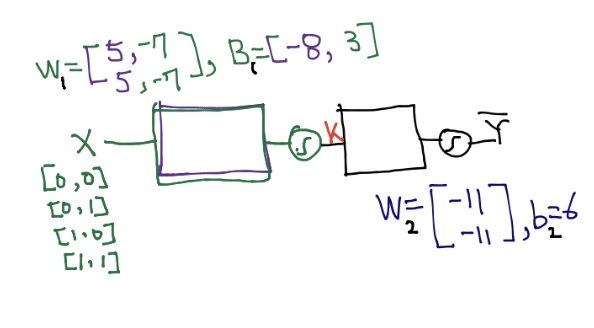 W₁=[5,-7
5,-7], B₁=[-8, 3]
X
S
K
S
Y̅
[0,0]
[0,1]
[1,0]
[1,1]
W₂=[-11
-11], b₂=6